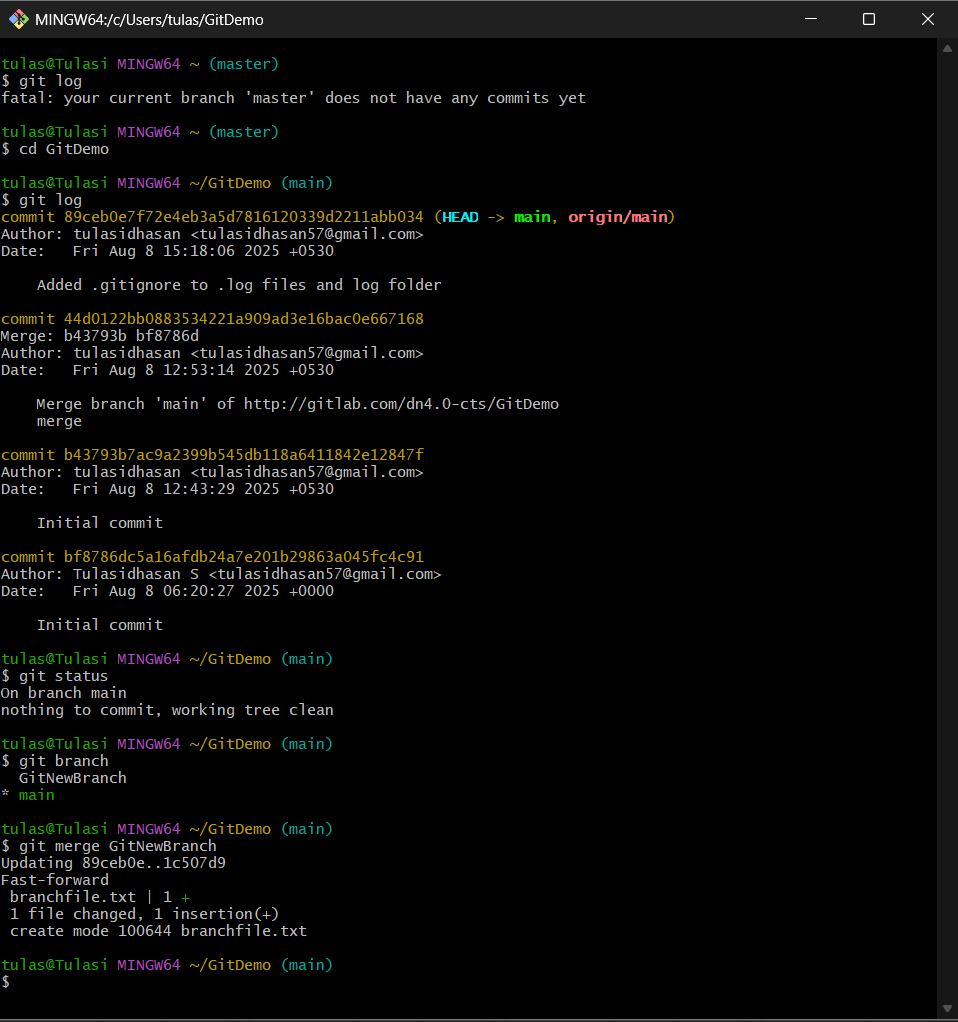 MINGW64:/c/Users/tulas/GitDemo
tulas@Tulasi MINGW64 ~ (master)
$ git log
fatal: your current branch 'master' does not have any commits yet
tulas@Tulasi MINGW64 ~ (master)
$ cd GitDemo
tulas@Tulasi MINGW64 ~/GitDemo (main)
$ git log
commit 89ceb0e7f72e4eb3a5d7816120339d2211abb034 (HEAD -> main, origin/main)
Author: tulasidhasan <tulasidhasan57@gmail.com>
Date:   Fri Aug 8 15:18:06 2025 +0530
    Added .gitignore to .log files and log folder
commit 44d0122bb0883534221a909ad3e16bac0e667168
Merge: b43793b bf8786d
Author: tulasidhasan <tulasidhasan57@gmail.com>
Date:   Fri Aug 8 12:53:14 2025 +0530
    Merge branch 'main' of http://gitlab.com/dn4.0-cts/GitDemo
    merge
commit b43793b7ac9a2399b545db118a6411842e12847f
Author: tulasidhasan <tulasidhasan57@gmail.com>
Date:   Fri Aug 8 12:43:29 2025 +0530
    Initial commit
commit bf8786dc5a16afdb24a7e201b29863a045fc4c91
Author: Tulasidhasan S <tulasidhasan57@gmail.com>
Date:   Fri Aug 8 06:20:27 2025 +0000
    Initial commit
tulas@Tulasi MINGW64 ~/GitDemo (main)
$ git status
On branch main
nothing to commit, working tree clean
tulas@Tulasi MINGW64 ~/GitDemo (main)
$ git branch
  GitNewBranch
* main
tulas@Tulasi MINGW64 ~/GitDemo (main)
$ git merge GitNewBranch
Updating 89ceb0e..1c507d9
Fast-forward
 branchfile.txt | 1 +
 1 file changed, 1 insertion(+)
 create mode 100644 branchfile.txt
tulas@Tulasi MINGW64 ~/GitDemo (main)
$